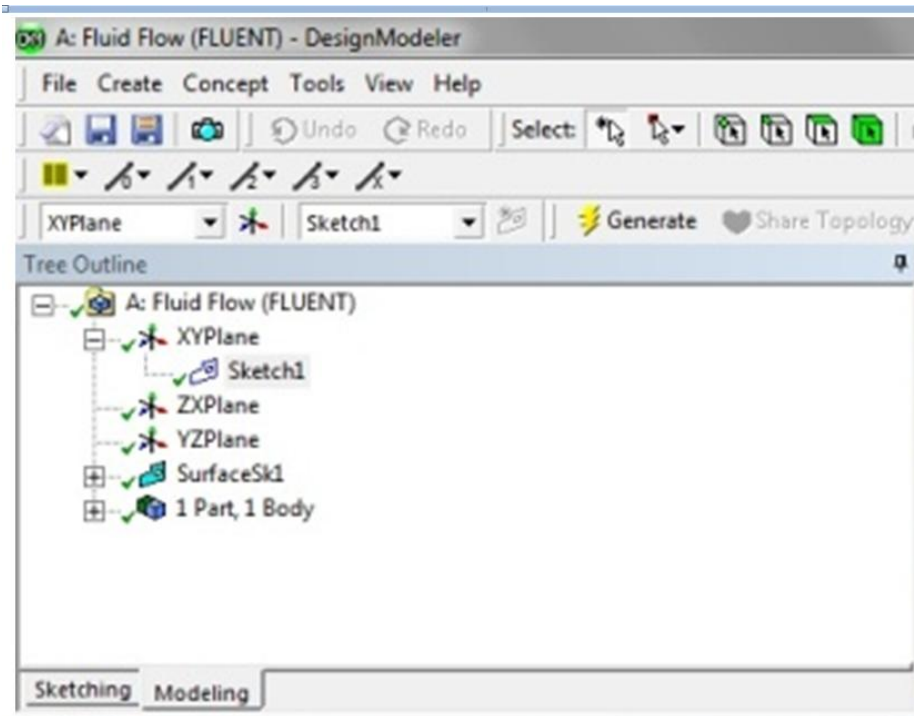 A: Fluid Flow (FLUENT) - DesignModeler
File Create Concept Tools View Help
Undo Redo Select:
XYPlane Sketch1 Generate Share Topology
Tree Outline
A: Fluid Flow (FLUENT)
XYPlane
Sketch1
ZXPlane
YZPlane
SurfaceSk1
1 Part, 1 Body
Sketching Modeling